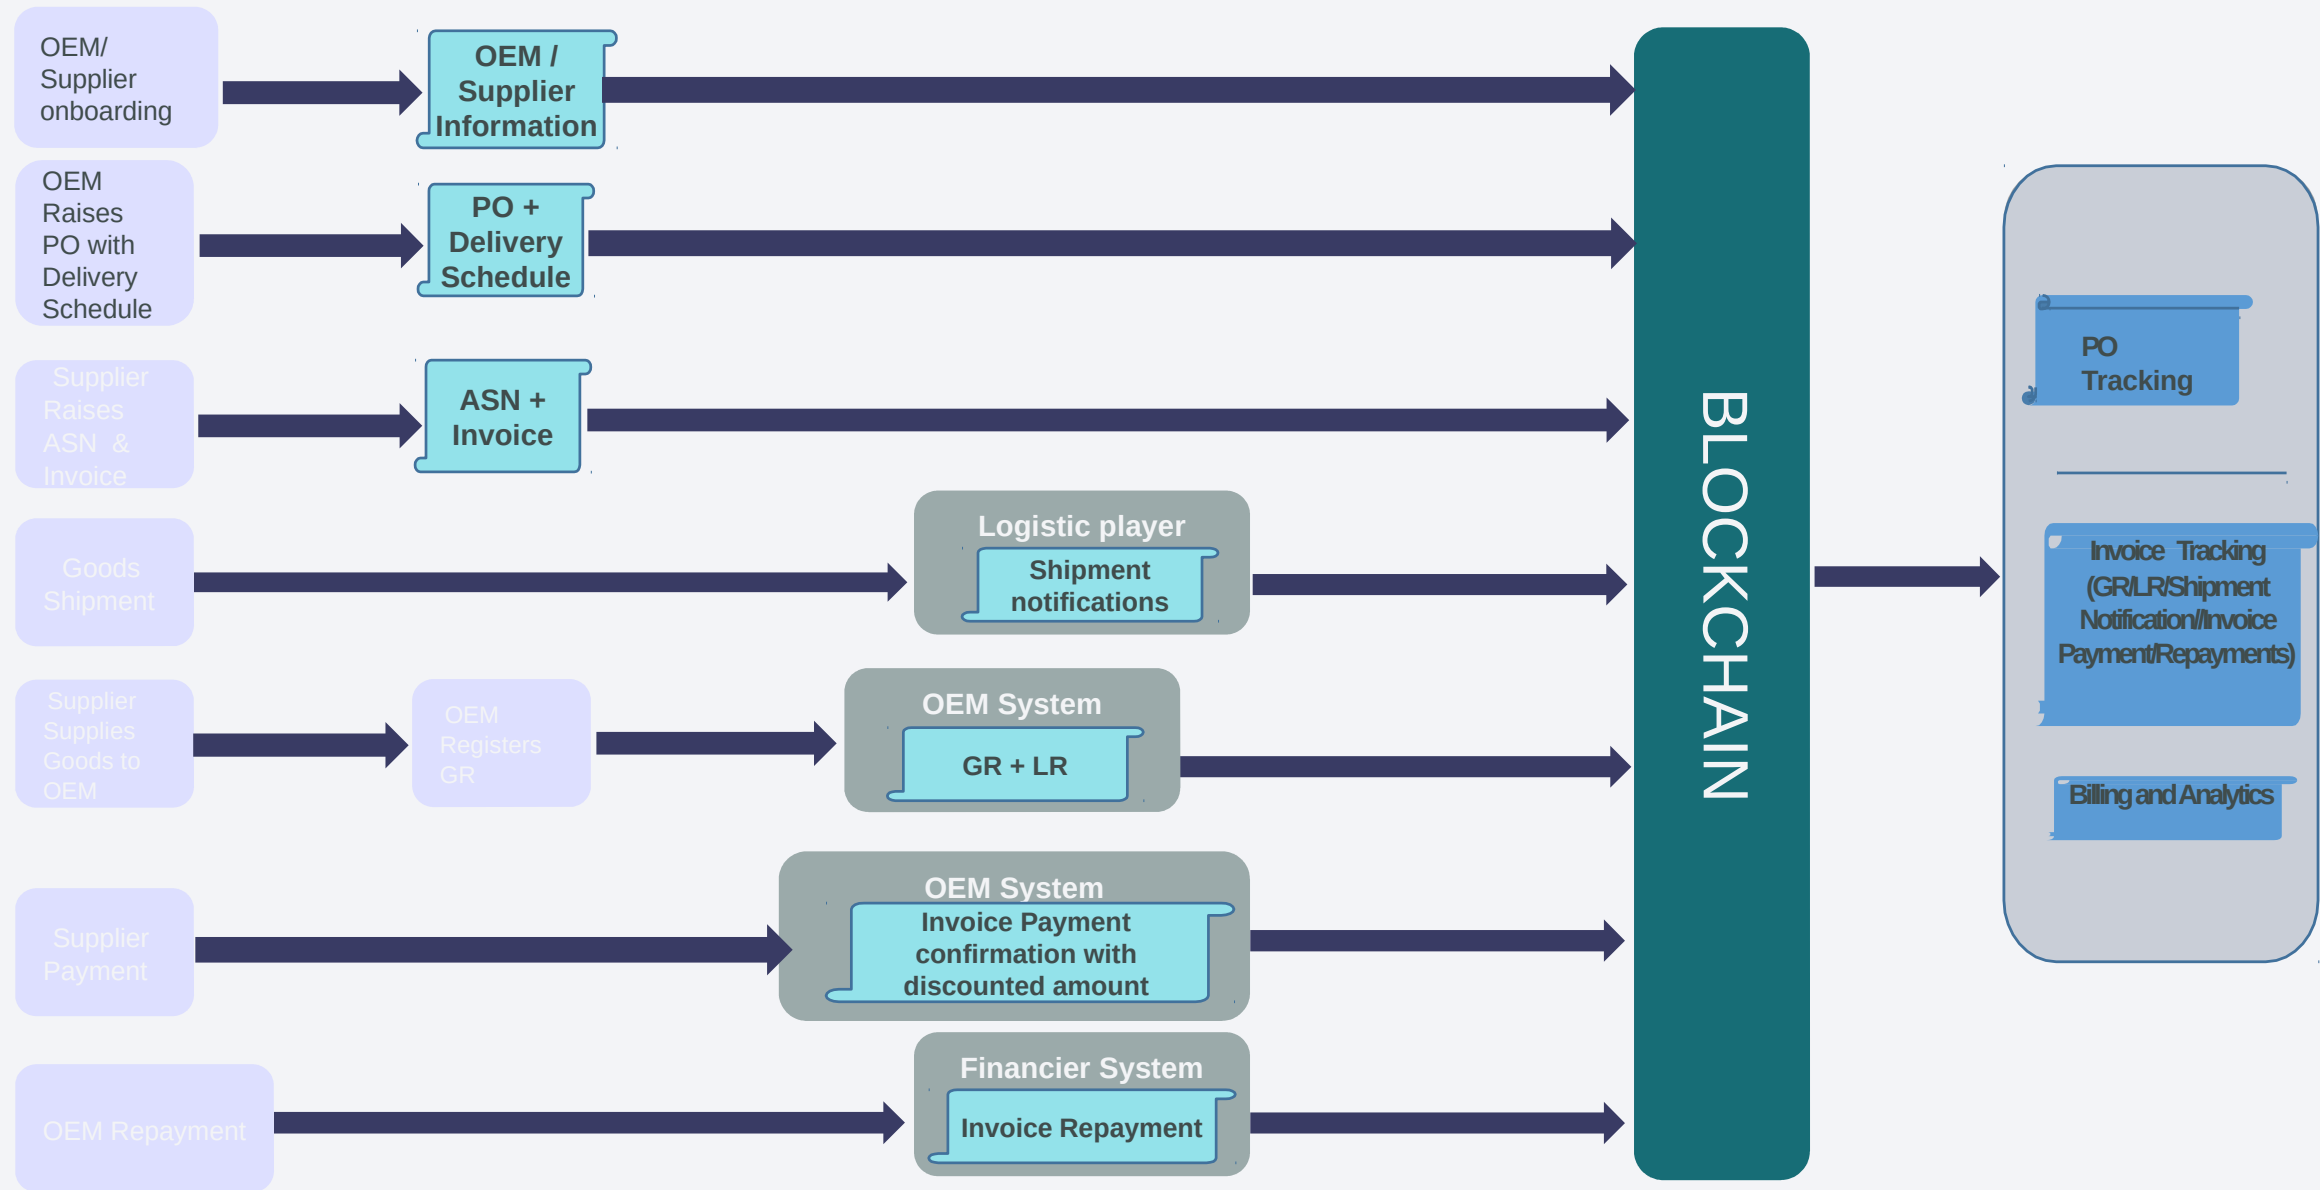 OEM/
Supplier
onboarding
OEM /
Supplier
Information
OEM
Raises
PO with
Delivery
Schedule
PO +
Delivery
Schedule
Supplier
Raises
ASN &
Invoice
ASN +
Invoice
Goods
Shipment
Logistic player
Shipment
notifications
Supplier
Supplies
Goods to
OEM
OEM
Registers
GR
OEM System
GR + LR
Supplier
Payment
OEM System
Invoice Payment
confirmation with
discounted amount
OEM Repayment
Financier System
Invoice Repayment
BLOCKCHAIN
PO
Tracking
Invoice Tracking
(GR/LR/Shipment
Notification//Invoice
Payment/Repayments)
Billing and Analytics